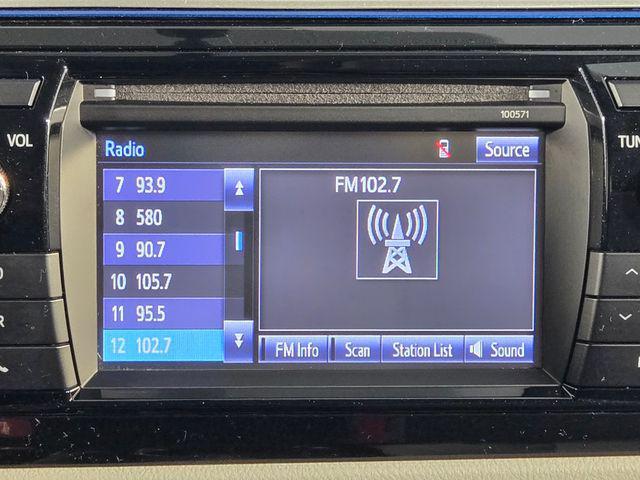 100571
VOL
TUN
Radio
Source
7 93.9
8 580
9 90.7
10 105.7
11 95.5
12 102.7
FM102.7
FM Info
Scan
Station List
Sound